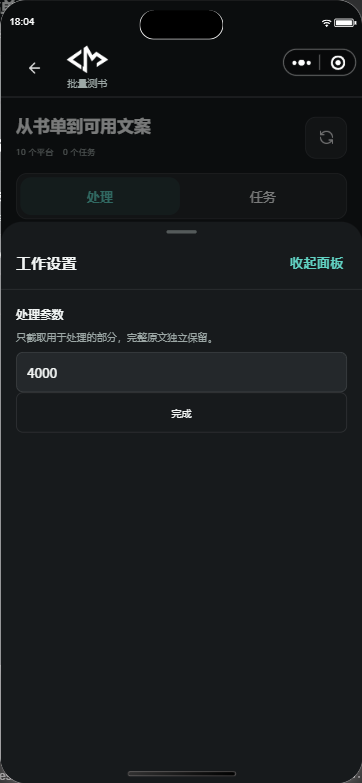 18:04
批量测书
从书单到可用文案
10 个平台 0 个任务
处理 任务
工作设置 收起面板
处理参数
只截取用于处理的部分，完整原文独立保留。
4000
完成